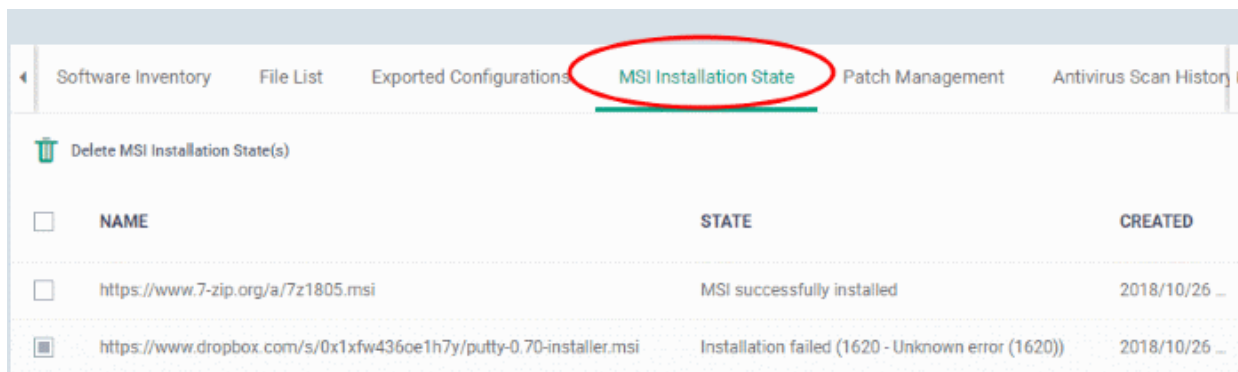 Software Inventory File List Exported Configurations MSI Installation State Patch Management Antivirus Scan History
Delete MSI Installation State(s)
NAME STATE CREATED
https://www.7-zip.org/a/7z1805.msi MSI successfully installed 2018/10/26 ...
https://www.dropbox.com/s/0x1xfw436oe1h7y/putty-0.70-installer.msi Installation failed (1620 - Unknown error (1620)) 2018/10/26 ...